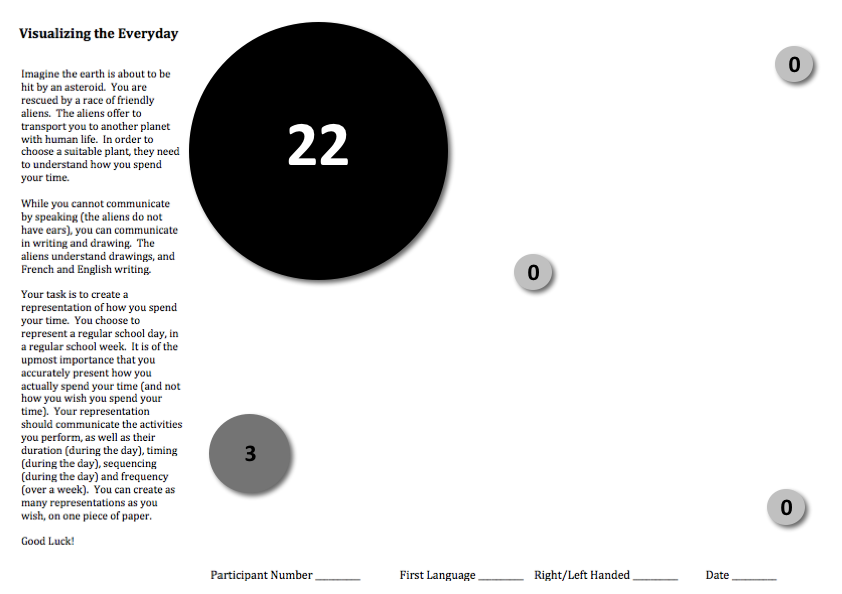 Visualizing the Everyday
Imagine the earth is about to be
hit by an asteroid. You are
rescued by a race of friendly
aliens. The aliens offer to
transport you to another planet
with human life. In order to
choose a suitable plant, they need
to understand how you spend
your time.
While you cannot communicate
by speaking (the aliens do not
have ears), you can communicate
in writing and drawing. The
aliens understand drawings, and
French and English writing.
Your task is to create a
representation of how you spend
your time. You choose to
represent a regular school day, in
a regular school week. It is of the
upmost importance that you
accurately present how you
actually spend your time (and not
how you wish you spend your
time). Your representation
should communicate the activities
you perform, as well as their
duration (during the day), timing
(during the day), sequencing
(during the day) and frequency
(over a week). You can create as
many representations as you
wish, on one piece of paper.
Good Luck!
22
0
0
3
0
Participant Number ________ First Language ________ Right/Left Handed ________ Date ________